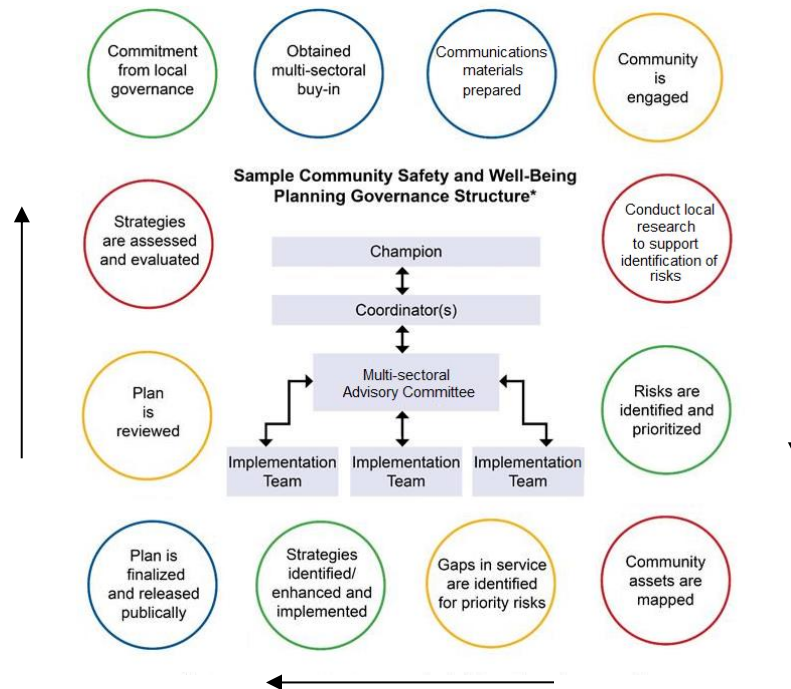 Commitment
from local
governance
Obtained
multi-sectoral
buy-in
Communications
materials
prepared
Community
is
engaged
Sample Community Safety and Well-Being
Planning Governance Structure*
Strategies
are assessed
and evaluated
Conduct local
research
to support
identification of
risks
Champion
Coordinator(s)
Multi-sectoral
Advisory Committee
Plan
is
reviewed
Risks are
identified and
prioritized
Implementation
Team
Implementation
Team
Implementation
Team
Plan is
finalized
and released
publically
Strategies
identified/
enhanced and
implemented
Gaps in service
are identified
for priority risks
Community
assets are
mapped